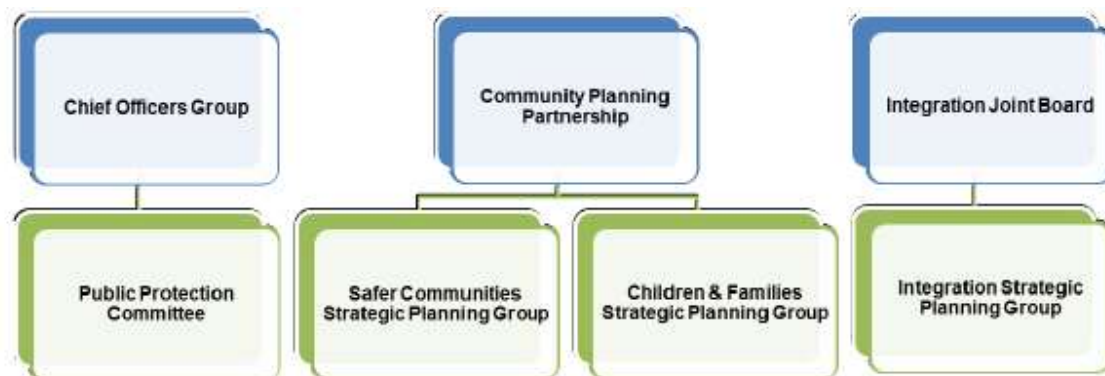 Chief Officers Group
Community Planning
Partnership
Integration Joint Board
Public Protection
Committee
Safer Communities
Strategic Planning Group
Children & Families
Strategic Planning Group
Integration Strategic
Planning Group